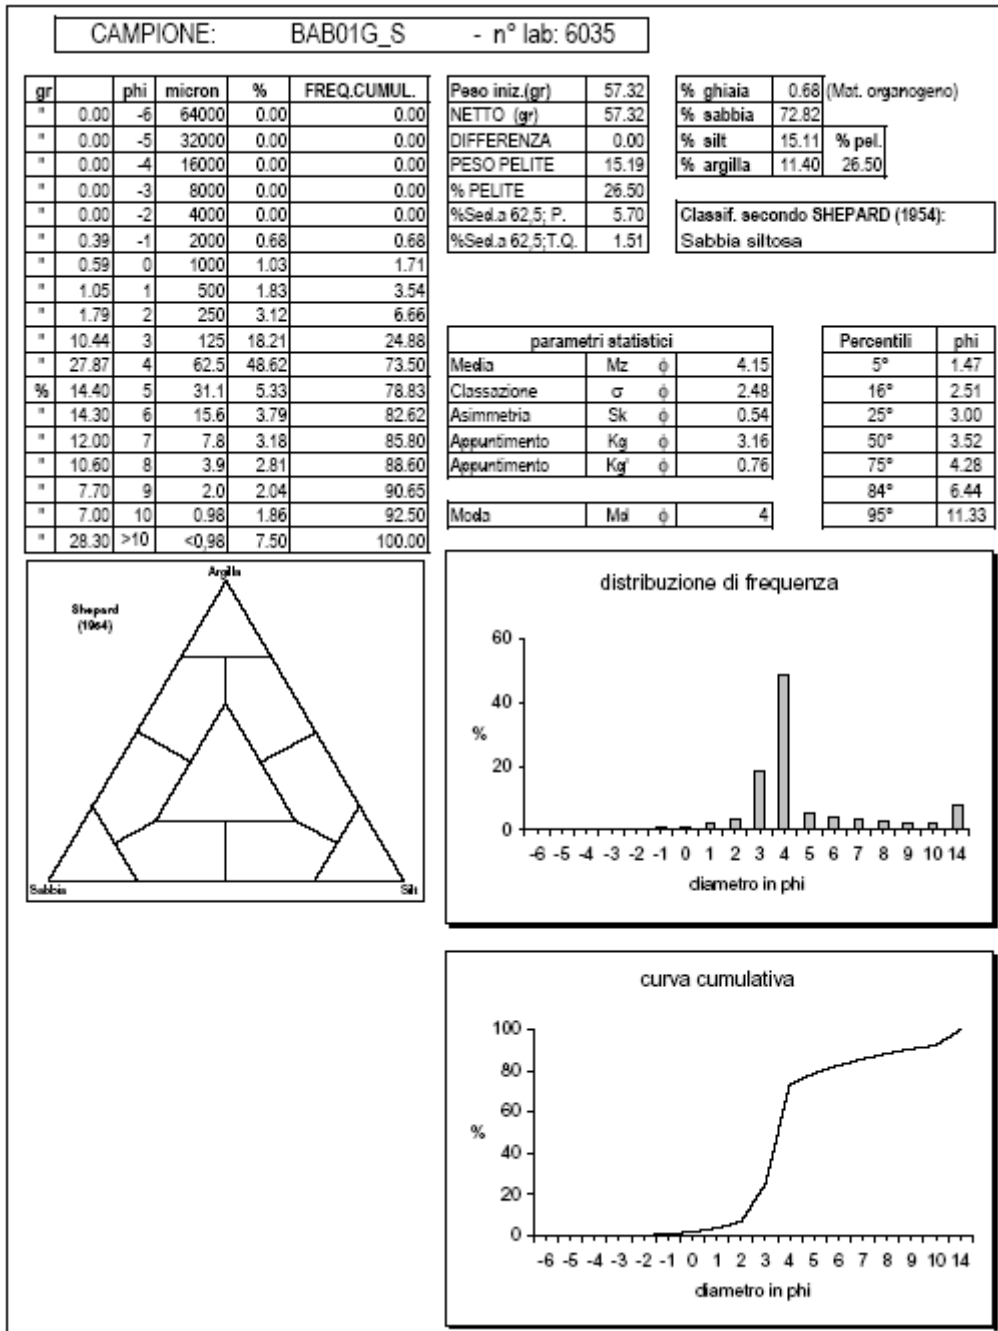 CAMPIONE: BAB01G_S - n° lab: 6035
gr phi micron % FREQ.CUMUL.
" 0.00 -6 64000 0.00 0.00
" 0.00 -5 32000 0.00 0.00
" 0.00 -4 16000 0.00 0.00
" 0.00 -3 8000 0.00 0.00
" 0.00 -2 4000 0.00 0.00
" 0.39 -1 2000 0.68 0.68
" 0.59 0 1000 1.03 1.71
" 1.05 1 500 1.83 3.54
" 1.79 2 250 3.12 6.66
" 10.44 3 125 18.21 24.88
" 27.87 4 62.5 48.62 73.50
% 14.40 5 31.1 5.33 78.83
" 14.30 6 15.6 3.79 82.62
" 12.00 7 7.8 3.18 85.80
" 10.60 8 3.9 2.81 88.60
" 7.70 9 2.0 2.04 90.65
" 7.00 10 0.98 1.86 92.50
" 28.30 >10 <0,98 7.50 100.00
Peso iniz.(gr) 57.32
NETTO (gr) 57.32
DIFFERENZA 0.00
PESO PELITE 15.19
% PELITE 26.50
%Sed.a 62,5; P. 5.70
%Sed.a 62,5;T.Q. 1.51
% ghiaia 0.68 (Mat. organogeno)
% sabbia 72.82
% silt 15.11 % pel.
% argilla 11.40 26.50
Classif. secondo SHEPARD (1954):
Sabbia siltosa
parametri statistici
Media Mz ϕ 4.15
Classazione σ ϕ 2.48
Asimmetria Sk ϕ 0.54
Appuntimento Kg ϕ 3.16
Appuntimento Kg' ϕ 0.76
Moda Md ϕ 4
Percentili phi
5° 1.47
16° 2.51
25° 3.00
50° 3.52
75° 4.28
84° 6.44
95° 11.33
Argilla
Shepard
(1954)
Sabbia Silt
distribuzione di frequenza
60
40
%
20
0
-6 -5 -4 -3 -2 -1 0 1 2 3 4 5 6 7 8 9 10 14
diametro in phi
curva cumulativa
100
80
60
%
40
20
0
-6 -5 -4 -3 -2 -1 0 1 2 3 4 5 6 7 8 9 10 14
diametro in phi